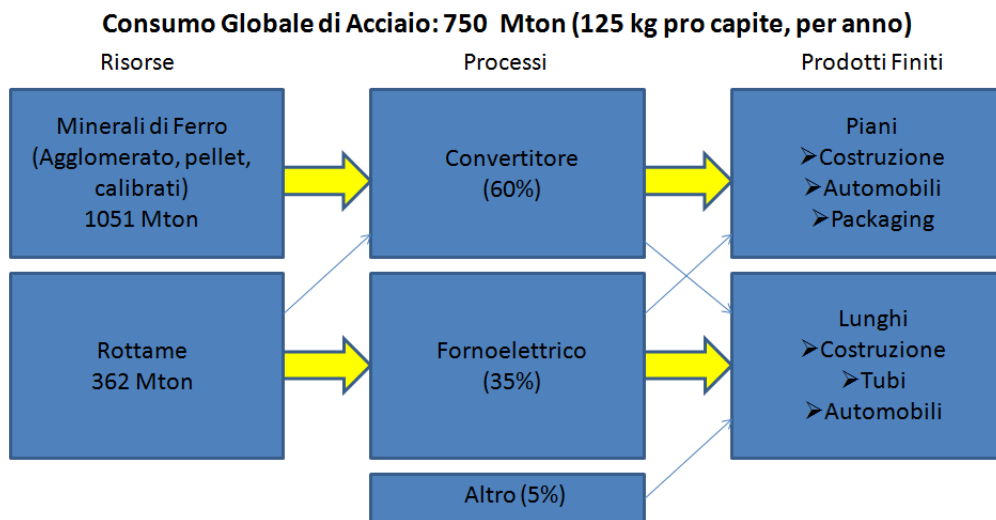 Consumo Globale di Acciaio: 750 Mton (125 kg pro capite, per anno)
Risorse
Processi
Prodotti Finiti
Minerali di Ferro
(Agglomerato, pellet,
calibrati)
1051 Mton
Convertitore
(60%)
Piani
➢Costruzione
➢Automobili
➢Packaging
Rottame
362 Mton
Fornoelettrico
(35%)
Lunghi
➢Costruzione
➢Tubi
➢Automobili
Altro (5%)